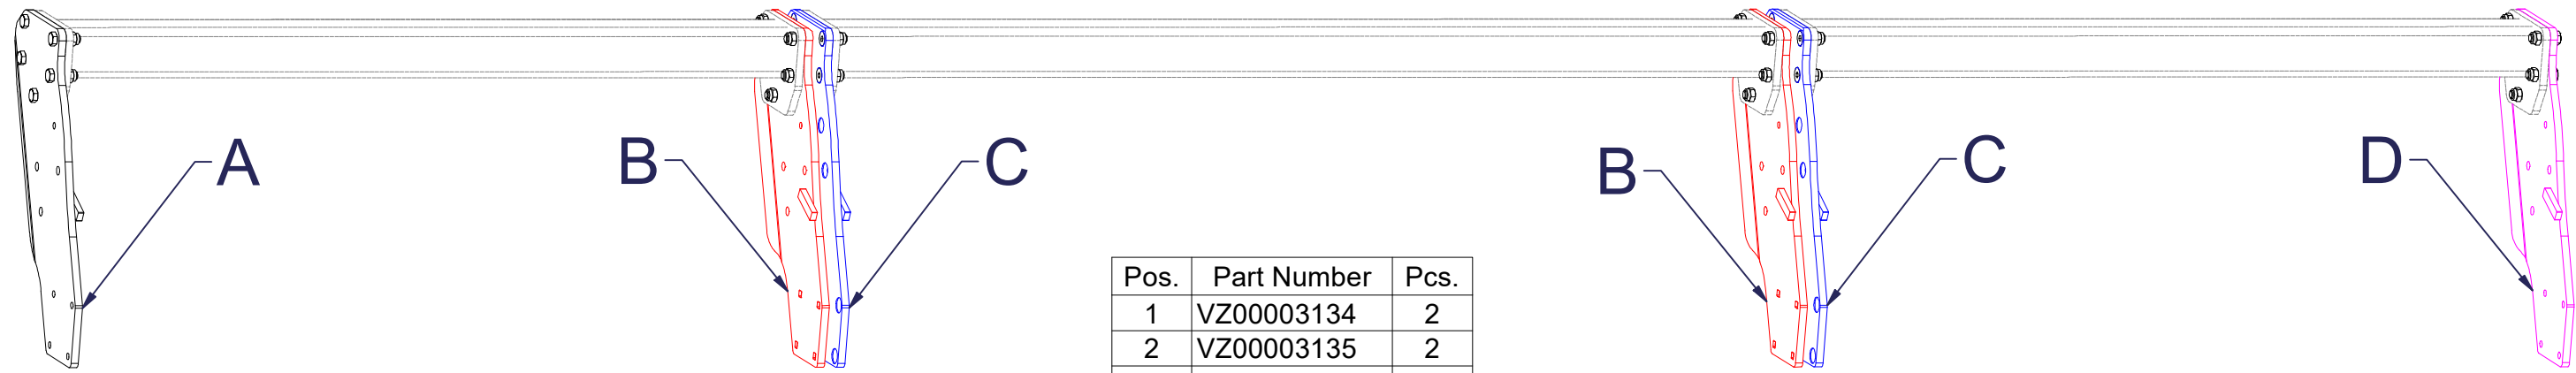 A
B
C
B
C
D
Pos. Part Number Pcs.
1 VZ00003134 2
2 VZ00003135 2